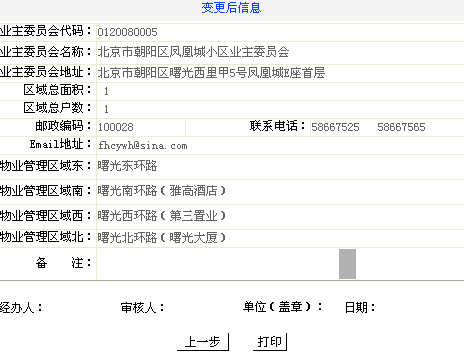 变更后信息
业主委员会代码： 0120080005
业主委员会名称： 北京市朝阳区凤凰城小区业主委员会
业主委员会地址： 北京市朝阳区曙光西里甲5号凤凰城E座首层
区域总面积： 1
区域总户数： 1
邮政编码： 100028 联系电话： 58667525 58667565
Email地址： fhcywh@sina.com
物业管理区域东： 曙光东环路
物业管理区域南： 曙光南环路（雅高酒店）
物业管理区域西： 曙光西环路（第三置业）
物业管理区域北： 曙光北环路（曙光大厦）
备 注：
经办人： 审核人： 单位（盖章）： 日期：
上一步 打印